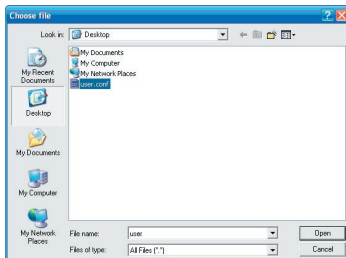 Choose file
Look in: Desktop
My Documents
My Computer
My Network Places
user.conf
My Recent Documents
Desktop
My Documents
My Computer
My Network Places
File name: user Open
Files of type: All Files (*.*) Cancel